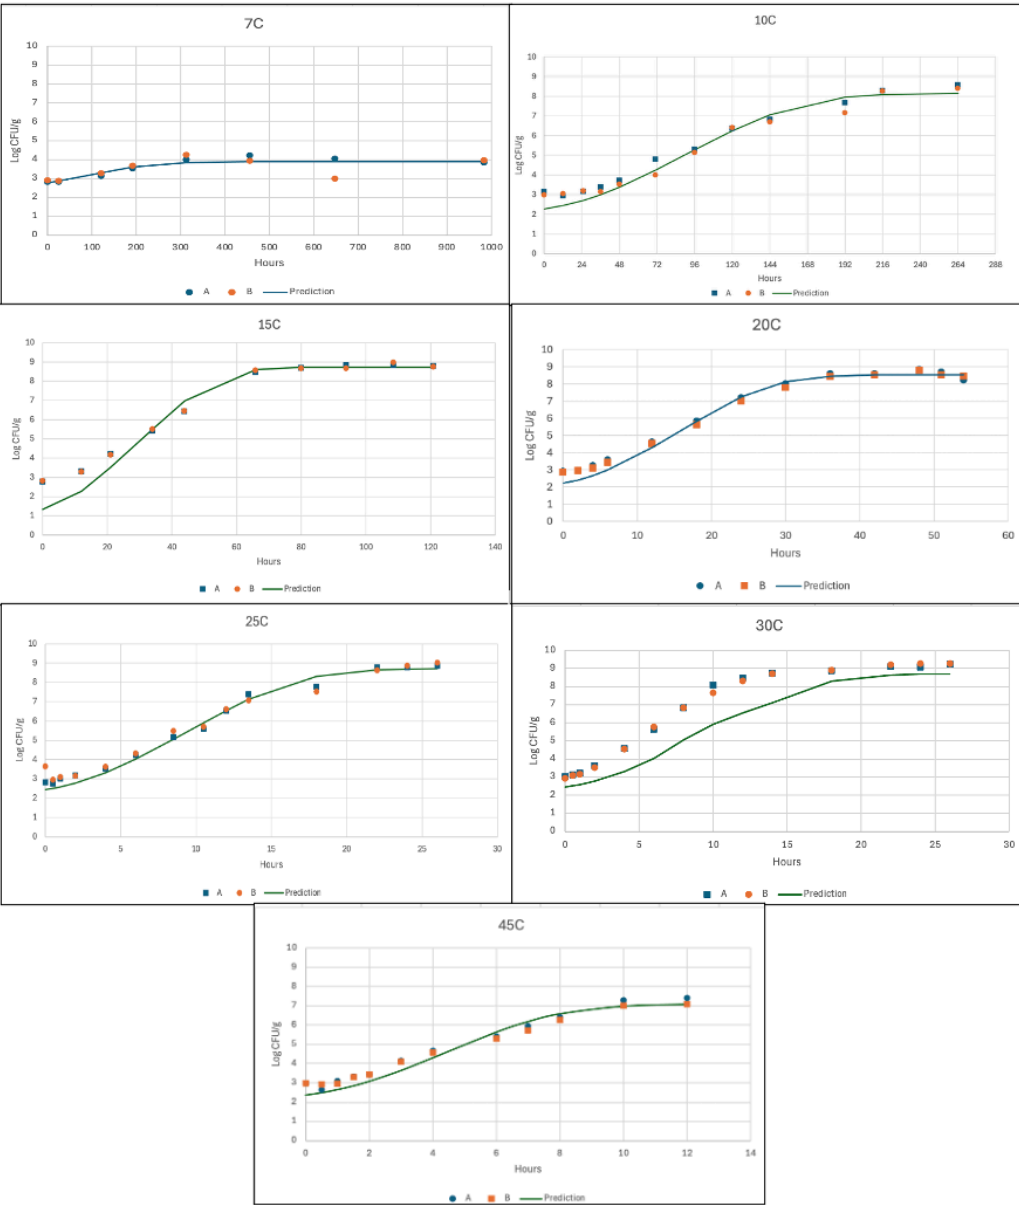 7C
10
9
8
7
6
5
4
3
2
1
0
Log CFU/g
0 100 200 300 400 500 600 700 800 900 1000
Hours
A B Prediction
10C
10
9
8
7
6
5
4
3
2
1
0
Log CFU/g
0 24 48 72 96 120 144 168 192 216 240 264 288
Hours
A B Prediction
15C
10
9
8
7
6
5
4
3
2
1
0
Log CFU/g
0 20 40 60 80 100 120 140
Hours
A B Prediction
20C
10
9
8
7
6
5
4
3
2
1
0
Log CFU/g
0 10 20 30 40 50 60
Hours
A B Prediction
25C
10
9
8
7
6
5
4
3
2
1
0
Log CFU/g
0 5 10 15 20 25 30
Hours
A B Prediction
30C
10
9
8
7
6
5
4
3
2
1
0
Log CFU/g
0 5 10 15 20 25 30
Hours
A B Prediction
45C
10
9
8
7
6
5
4
3
2
1
0
Log CFU/g
0 2 4 6 8 10 12 14
Hours
A B Prediction